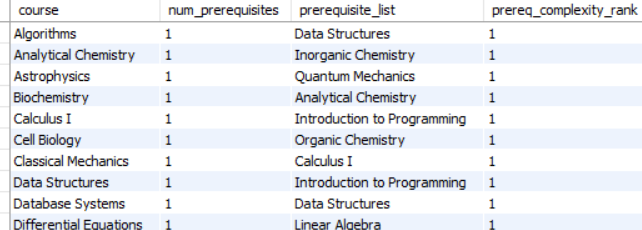 course num_prerequisites prerequisite_list prereq_complexity_rank
Algorithms 1 Data Structures 1
Analytical Chemistry 1 Inorganic Chemistry 1
Astrophysics 1 Quantum Mechanics 1
Biochemistry 1 Analytical Chemistry 1
Calculus I 1 Introduction to Programming 1
Cell Biology 1 Organic Chemistry 1
Classical Mechanics 1 Calculus I 1
Data Structures 1 Introduction to Programming 1
Database Systems 1 Data Structures 1
Differential Equations 1 Linear Algebra 1